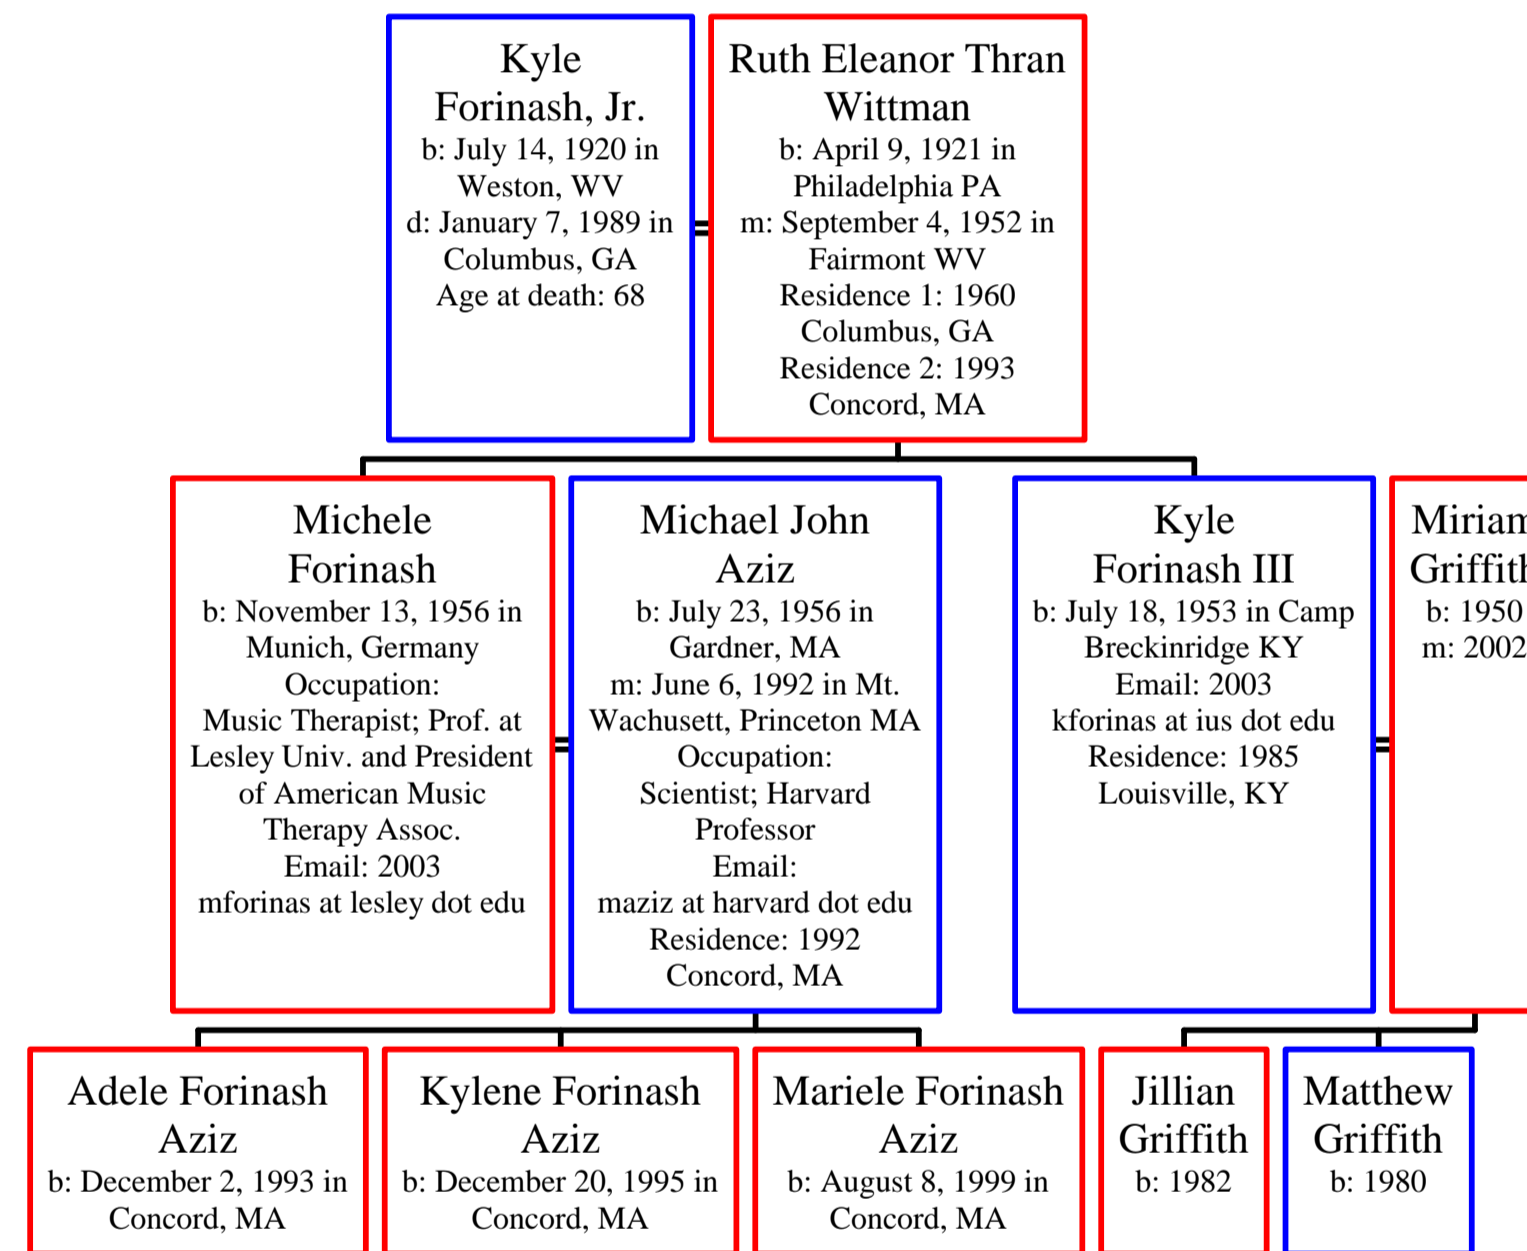 Kyle
Forinash, Jr.
b: July 14, 1920 in
Weston, WV
d: January 7, 1989 in
Columbus, GA
Age at death: 68
Ruth Eleanor Thran
Wittman
b: April 9, 1921 in
Philadelphia PA
m: September 4, 1952 in
Fairmont WV
Residence 1: 1960
Columbus, GA
Residence 2: 1993
Concord, MA
Michele
Forinash
b: November 13, 1956 in
Munich, Germany
Occupation:
Music Therapist; Prof. at
Lesley Univ. and President
of American Music
Therapy Assoc.
Email: 2003
mforinas at lesley dot edu
Michael John
Aziz
b: July 23, 1956 in
Gardner, MA
m: June 6, 1992 in Mt.
Wachusett, Princeton MA
Occupation:
Scientist; Harvard
Professor
Email:
maziz at harvard dot edu
Residence: 1992
Concord, MA
Kyle
Forinash III
b: July 18, 1953 in Camp
Breckinridge KY
Email: 2003
kforinas at ius dot edu
Residence: 1985
Louisville, KY
Miriam
Griffith
b: 1950
m: 2002
Adele Forinash
Aziz
b: December 2, 1993 in
Concord, MA
Kylene Forinash
Aziz
b: December 20, 1995 in
Concord, MA
Mariele Forinash
Aziz
b: August 8, 1999 in
Concord, MA
Jillian
Griffith
b: 1982
Matthew
Griffith
b: 1980